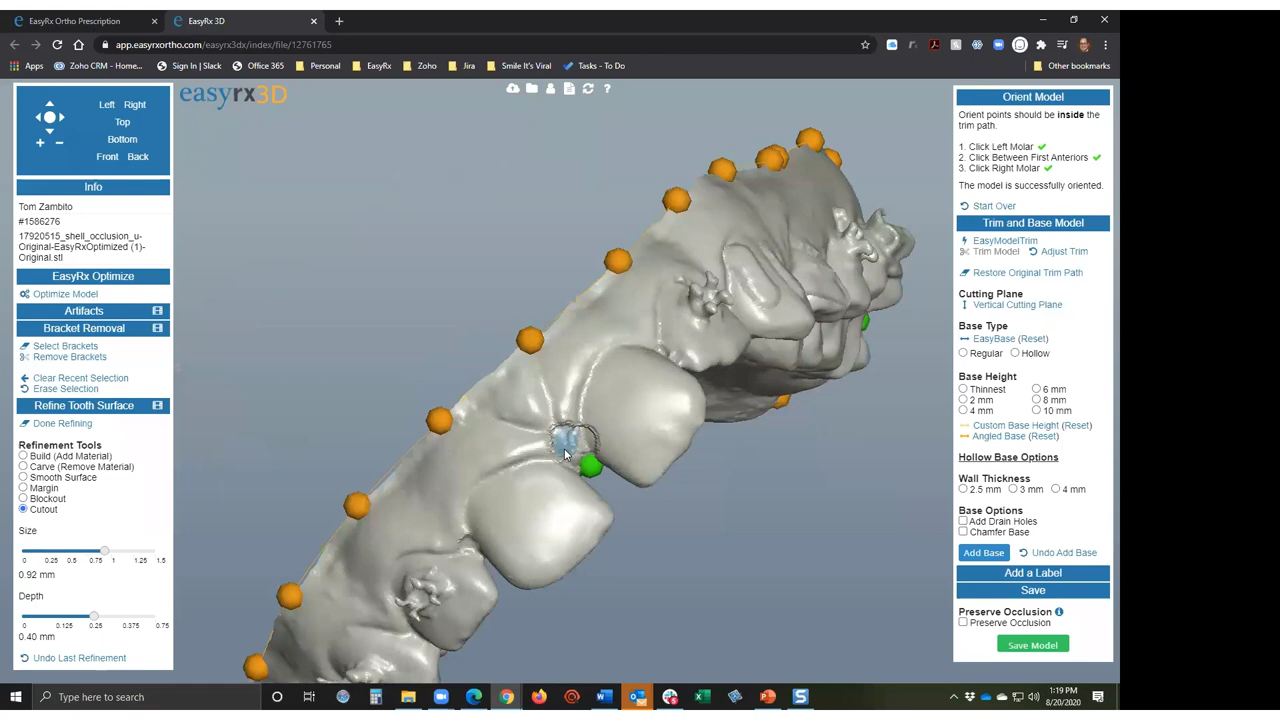 EasyRx Ortho Prescription
EasyRx 3D
app.easyrxortho.com/easyrx3dx/index/file/12761765
Apps
Zoho CRM - Home...
Sign In | Slack
Office 365
Personal
EasyRx
Zoho
Jira
Smile It's Viral
Tasks - To Do
Other bookmarks
easyrx3D
?
Left Right
Top
Bottom
Front Back
Info
Tom Zambito
#1586276
17920515_shell_occlusion_u-
Original-EasyRxOptimized (1)-
Original.stl
EasyRx Optimize
Optimize Model
Artifacts
Bracket Removal
Select Brackets
Remove Brackets
Clear Recent Selection
Erase Selection
Refine Tooth Surface
Done Refining
Refinement Tools
Build (Add Material)
Carve (Remove Material)
Smooth Surface
Margin
Blockout
Cutout
Size
0 0.25 0.5 0.75 1 1.25 1.5
0.92 mm
Depth
0 0.125 0.25 0.375 0.75
0.40 mm
Undo Last Refinement
Orient Model
Orient points should be inside the
trim path.
1. Click Left Molar
2. Click Between First Anteriors
3. Click Right Molar
The model is successfully oriented.
Start Over
Trim and Base Model
EasyModelTrim
Trim Model Adjust Trim
Restore Original Trim Path
Cutting Plane
Vertical Cutting Plane
Base Type
EasyBase (Reset)
Regular Hollow
Base Height
Thinnest 6 mm
2 mm 8 mm
4 mm 10 mm
Custom Base Height (Reset)
Angled Base (Reset)
Hollow Base Options
Wall Thickness
2.5 mm 3 mm 4 mm
Base Options
Add Drain Holes
Chamfer Base
Add Base Undo Add Base
Add a Label
Save
Preserve Occlusion
Preserve Occlusion
Save Model
Type here to search
1:19 PM
8/20/2020